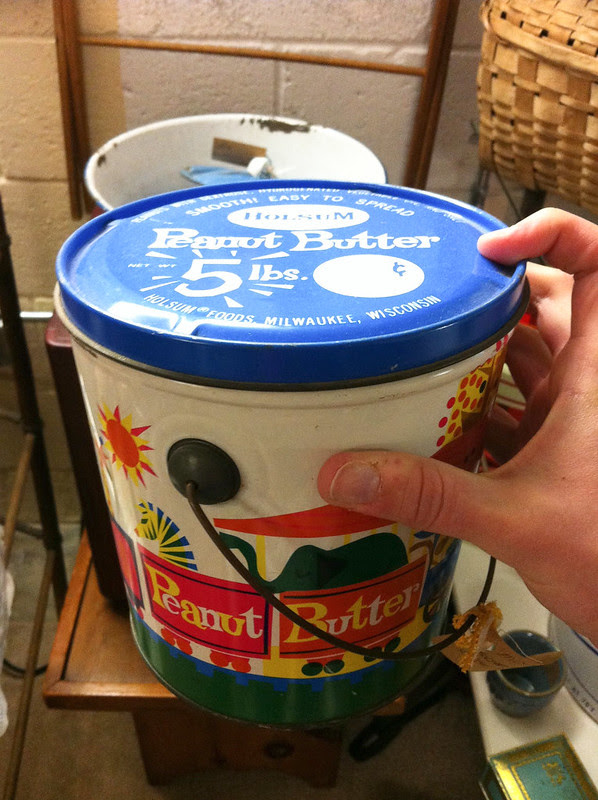 SMOOTH! EASY TO SPREAD
HOLSUM
Peanut Butter
NET WT 5 lbs.
¢
HOLSUM® FOODS, MILWAUKEE, WISCONSIN
Peanut Butter